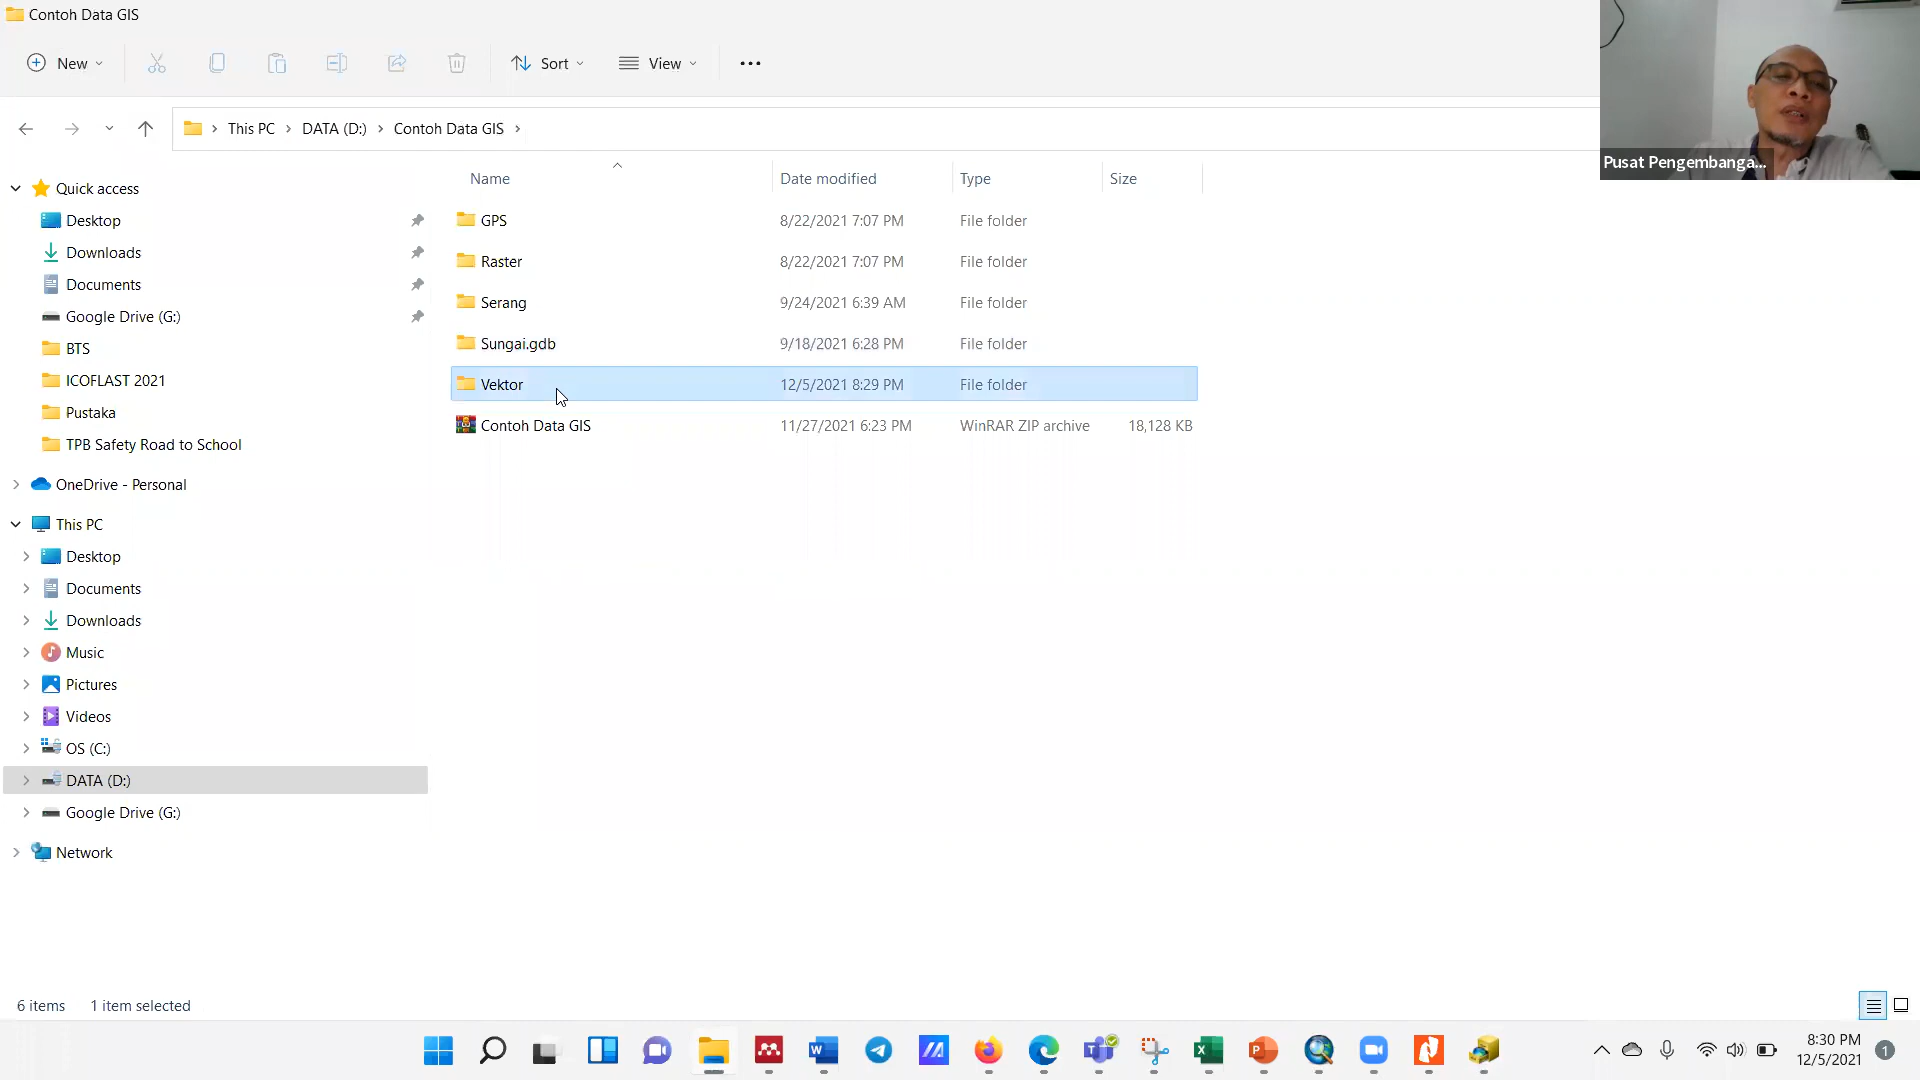 Contoh Data GIS
New
Sort
View
This PC > DATA (D:) > Contoh Data GIS >
Pusat Pengembanga...
Name Date modified Type Size
GPS 8/22/2021 7:07 PM File folder
Raster 8/22/2021 7:07 PM File folder
Serang 9/24/2021 6:39 AM File folder
Sungai.gdb 9/18/2021 6:28 PM File folder
Vektor 12/5/2021 8:29 PM File folder
Contoh Data GIS 11/27/2021 6:23 PM WinRAR ZIP archive 18,128 KB
Quick access
Desktop
Downloads
Documents
Google Drive (G:)
BTS
ICOFLAST 2021
Pustaka
TPB Safety Road to School
OneDrive - Personal
This PC
Desktop
Documents
Downloads
Music
Pictures
Videos
OS (C:)
DATA (D:)
Google Drive (G:)
Network
6 items 1 item selected
8:30 PM
12/5/2021
1